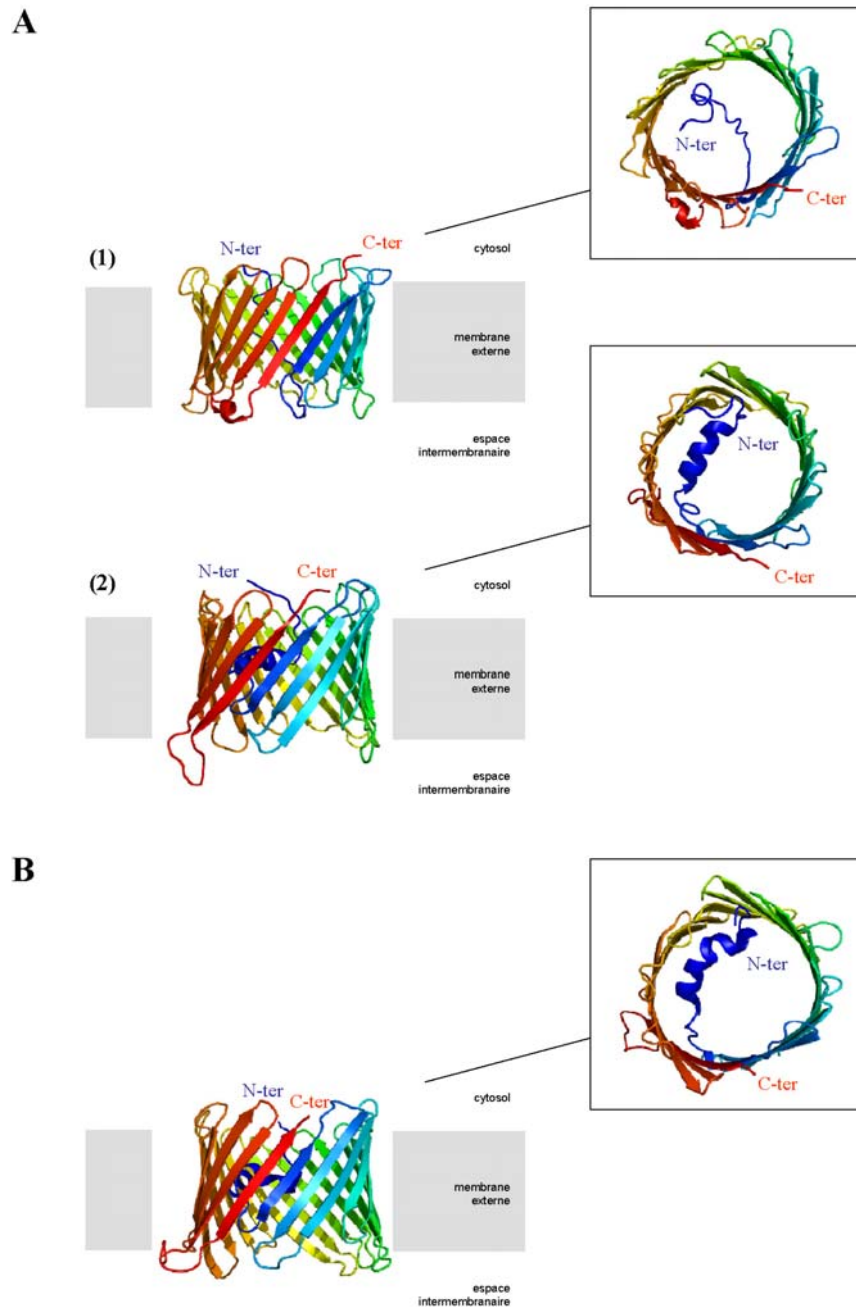 A
N-ter
C-ter
(1)
N-ter
C-ter
cytosol
membrane
externe
espace
intermembranaire
N-ter
C-ter
(2)
N-ter
C-ter
cytosol
membrane
externe
espace
intermembranaire
B
N-ter
C-ter
N-ter
C-ter
cytosol
membrane
externe
espace
intermembranaire